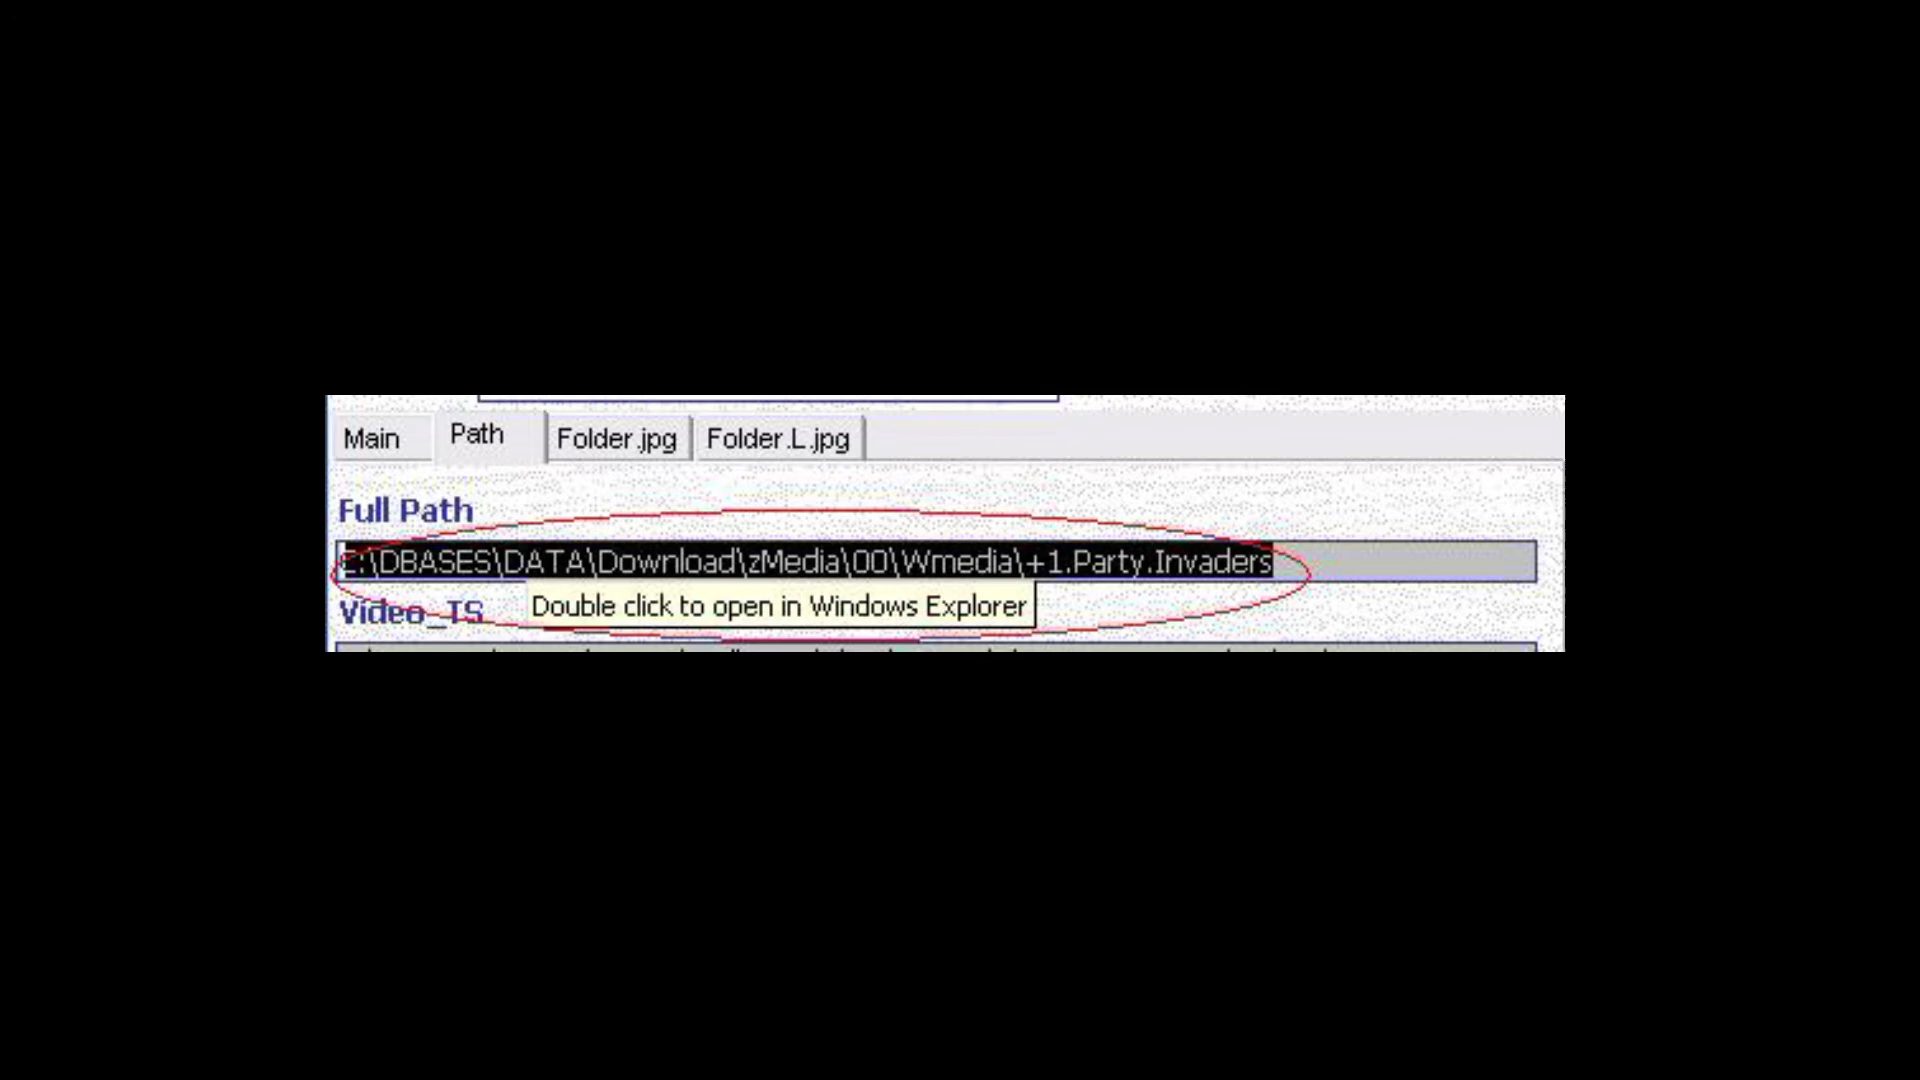 Main Path Folder.jpg Folder.L.jpg
Full Path
E:\DBASES\DATA\Download\zMedia\00\Wmedia\+1.Party.Invaders
Double click to open in Windows Explorer
Video_TS